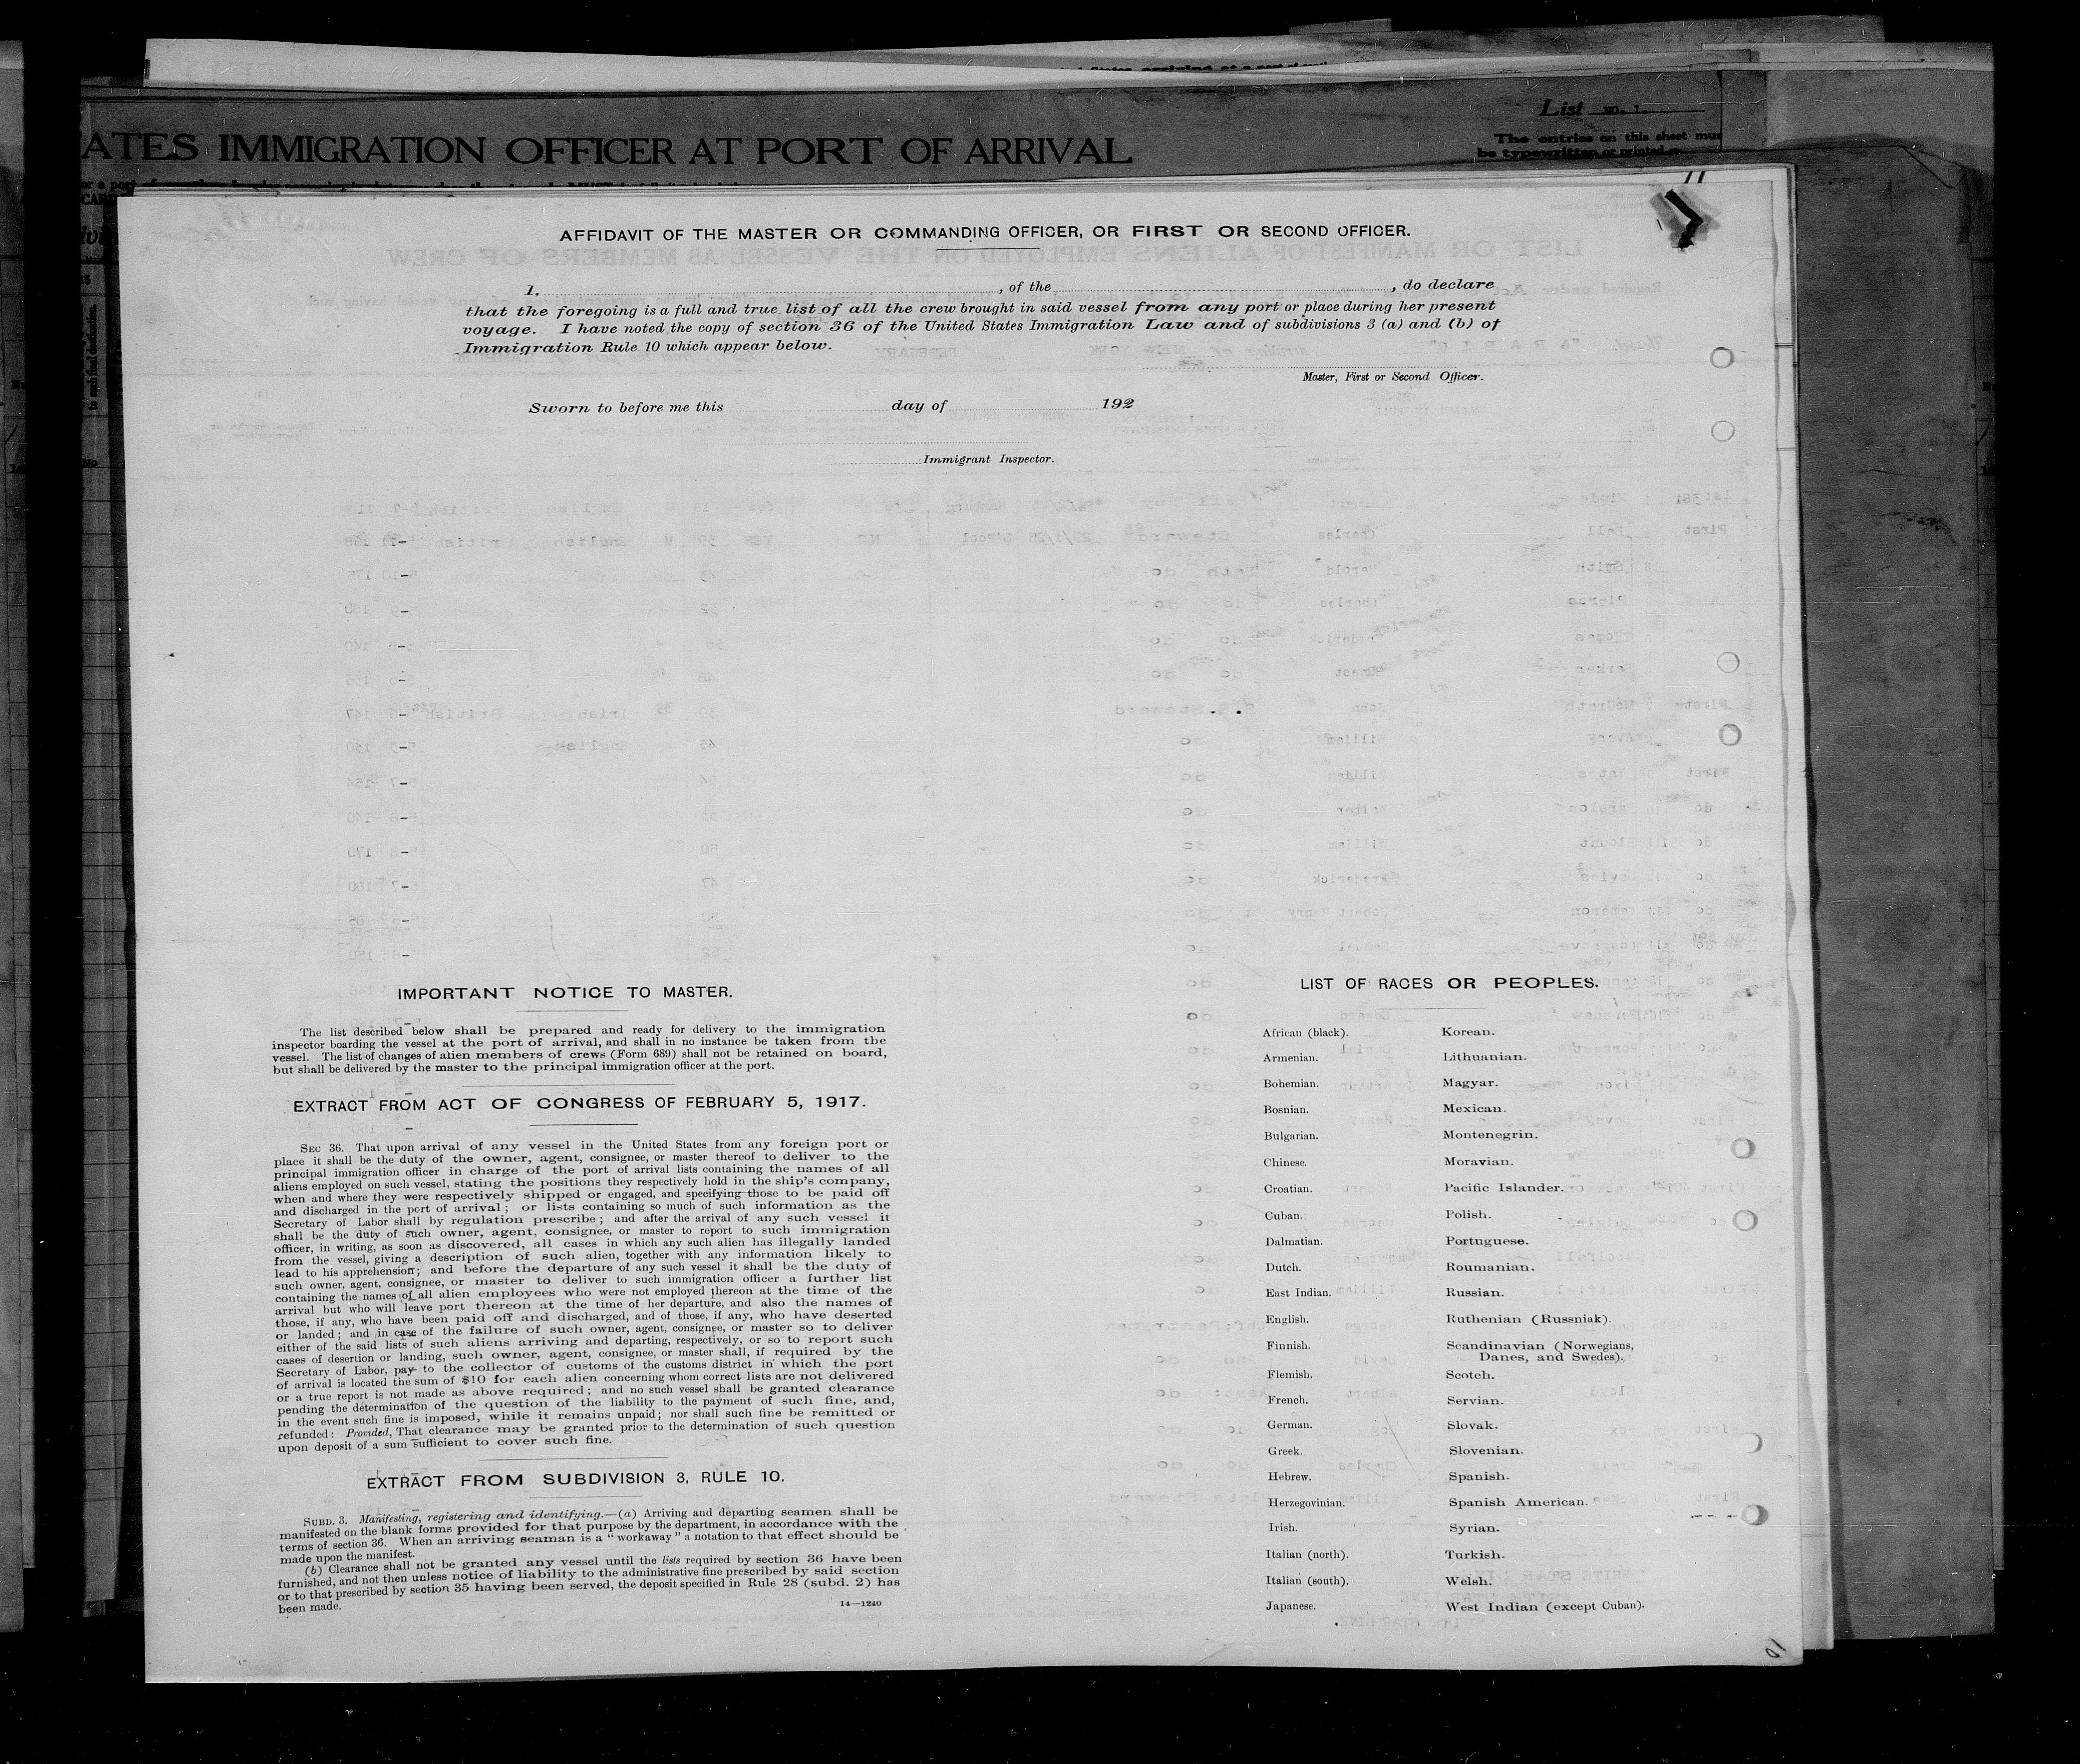 ATES IMMIGRATION OFFICER AT PORT OF ARRIVAL
List
The entries on this sheet mus
be typewritten or printed
11
AFFIDAVIT OF THE MASTER OR COMMANDING OFFICER, OR FIRST OR SECOND OFFICER.
I, , of the , do declare
that the foregoing is a full and true list of all the crew brought in said vessel from any port or place during her present
voyage. I have noted the copy of section 36 of the United States Immigration Law and of subdivisions 3 (a) and (b) of
Immigration Rule 10 which appear below.
Master, First or Second Officer.
Sworn to before me this day of 192
Immigrant Inspector.
IMPORTANT NOTICE TO MASTER.
The list described below shall be prepared and ready for delivery to the immigration
inspector boarding the vessel at the port of arrival, and shall in no instance be taken from the
vessel. The list of changes of alien members of crews (Form 689) shall not be retained on board,
but shall be delivered by the master to the principal immigration officer at the port.
EXTRACT FROM ACT OF CONGRESS OF FEBRUARY 5, 1917.
SEC 36. That upon arrival of any vessel in the United States from any foreign port or
place it shall be the duty of the owner, agent, consignee, or master thereof to deliver to the
principal immigration officer in charge of the port of arrival lists containing the names of all
aliens employed on such vessel, stating the positions they respectively hold in the ship's company,
when and where they were respectively shipped or engaged, and specifying those to be paid off
and discharged in the port of arrival; or lists containing so much of such information as the
Secretary of Labor shall by regulation prescribe; and after the arrival of any such vessel it
shall be the duty of such owner, agent, consignee, or master to report to such immigration
officer, in writing, as soon as discovered, all cases in which any such alien has illegally landed
from the vessel, giving a description of such alien, together with any information likely to
lead to his apprehension; and before the departure of any such vessel it shall be the duty of
such owner, agent, consignee, or master to deliver to such immigration officer a further list
containing the names of all alien employees who were not employed thereon at the time of the
arrival but who will leave port thereon at the time of her departure, and also the names of
those, if any, who have been paid off and discharged, and of those, if any, who have deserted
or landed; and in case of the failure of such owner, agent, consignee, or master so to deliver
either of the said lists of such aliens arriving and departing, respectively, or so to report such
cases of desertion or landing, such owner, agent, consignee, or master shall, if required by the
Secretary of Labor, pay to the collector of customs of the customs district in which the port
of arrival is located the sum of $10 for each alien concerning whom correct lists are not delivered
or a true report is not made as above required; and no such vessel shall be granted clearance
pending the determination of the question of the liability to the payment of such fine, and,
in the event such fine is imposed, while it remains unpaid; nor shall such fine be remitted or
refunded: Provided, That clearance may be granted prior to the determination of such question
upon deposit of a sum sufficient to cover such fine.
EXTRACT FROM SUBDIVISION 3, RULE 10.
SUBD. 3. Manifesting, registering and identifying.—(a) Arriving and departing seamen shall be
manifested on the blank forms provided for that purpose by the department, in accordance with the
terms of section 36. When an arriving seaman is a "workaway" a notation to that effect should be
made upon the manifest.
(b) Clearance shall not be granted any vessel until the lists required by section 36 have been
furnished, and not then unless notice of liability to the administrative fine prescribed by said section
or to that prescribed by section 35 having been served, the deposit specified in Rule 28 (subd. 2) has
been made.
14—1240
LIST OF RACES OR PEOPLES.
African (black). Korean.
Armenian. Lithuanian.
Bohemian. Magyar.
Bosnian. Mexican.
Bulgarian. Montenegrin.
Chinese. Moravian.
Croatian. Pacific Islander.
Cuban. Polish.
Dalmatian. Portuguese.
Dutch. Roumanian.
East Indian. Russian.
English. Ruthenian (Russniak).
Finnish. Scandinavian (Norwegians,
Danes, and Swedes).
Flemish. Scotch.
French. Servian.
German. Slovak.
Greek. Slovenian.
Hebrew. Spanish.
Herzegovinian. Spanish American.
Irish. Syrian.
Italian (north). Turkish.
Italian (south). Welsh.
Japanese. West Indian (except Cuban).
10